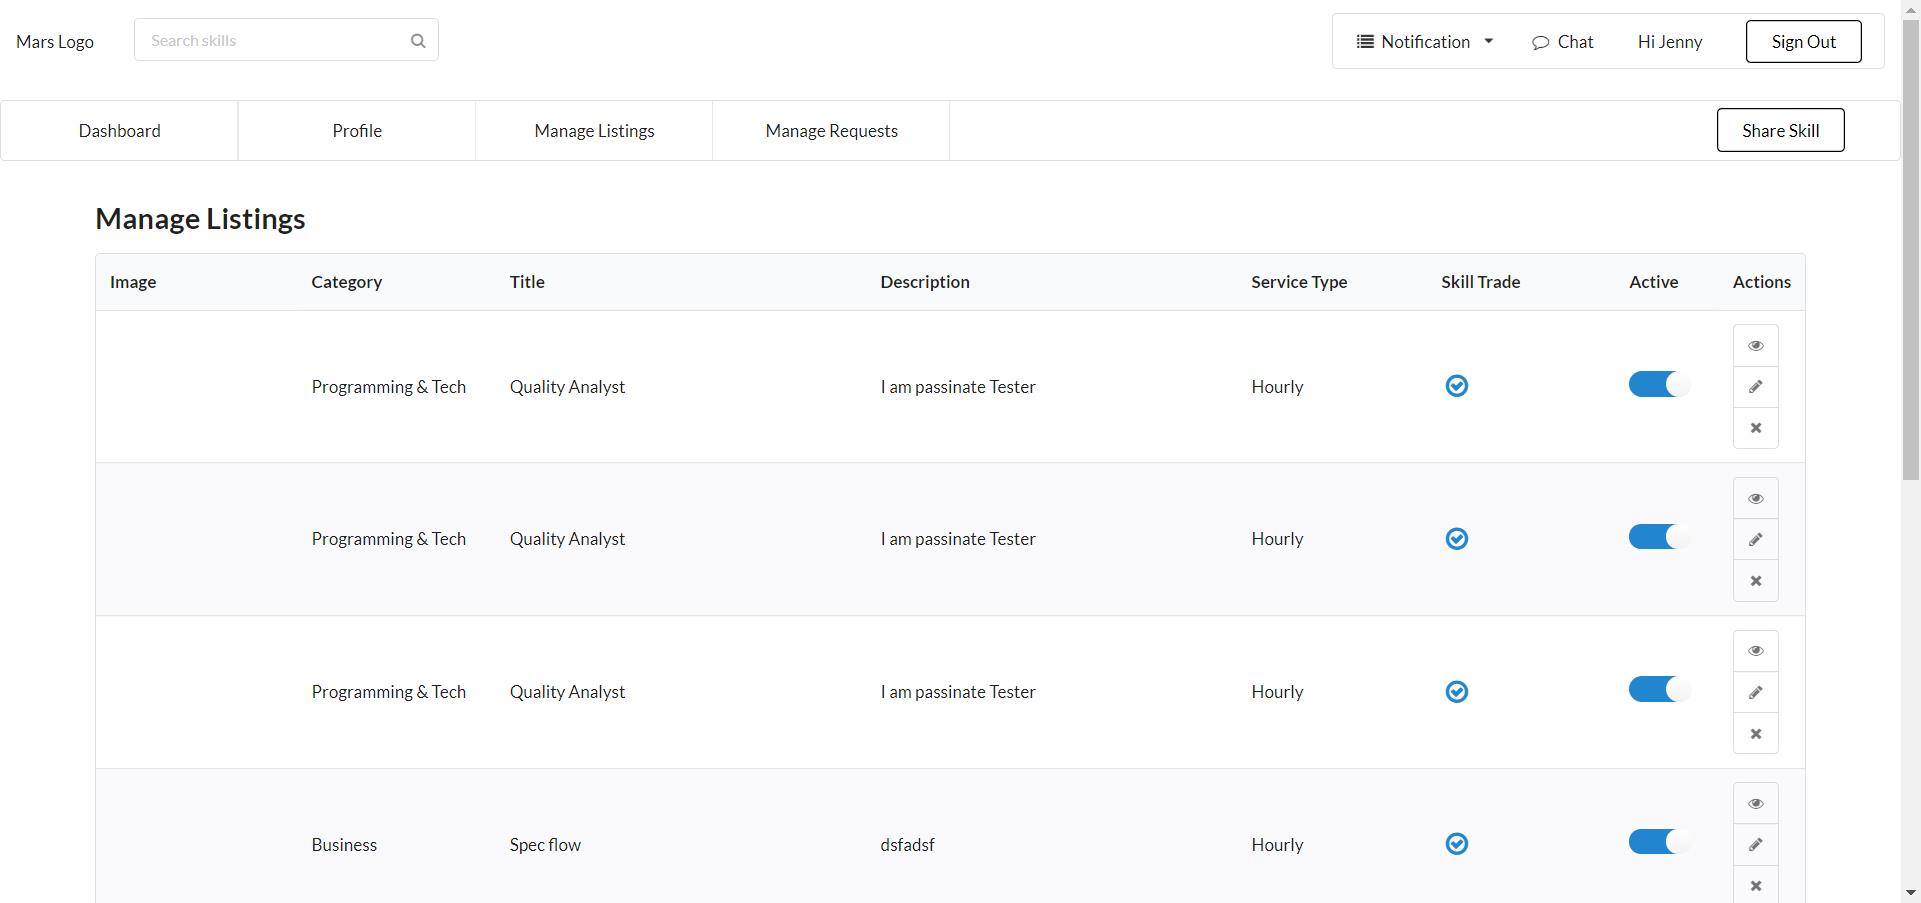 Mars Logo
Search skills
Notification
Chat
Hi Jenny
Sign Out
Dashboard
Profile
Manage Listings
Manage Requests
Share Skill
Manage Listings
Image Category Title Description Service Type Skill Trade Active Actions
Programming & Tech Quality Analyst I am passinate Tester Hourly
Programming & Tech Quality Analyst I am passinate Tester Hourly
Programming & Tech Quality Analyst I am passinate Tester Hourly
Business Spec flow dsfadsf Hourly